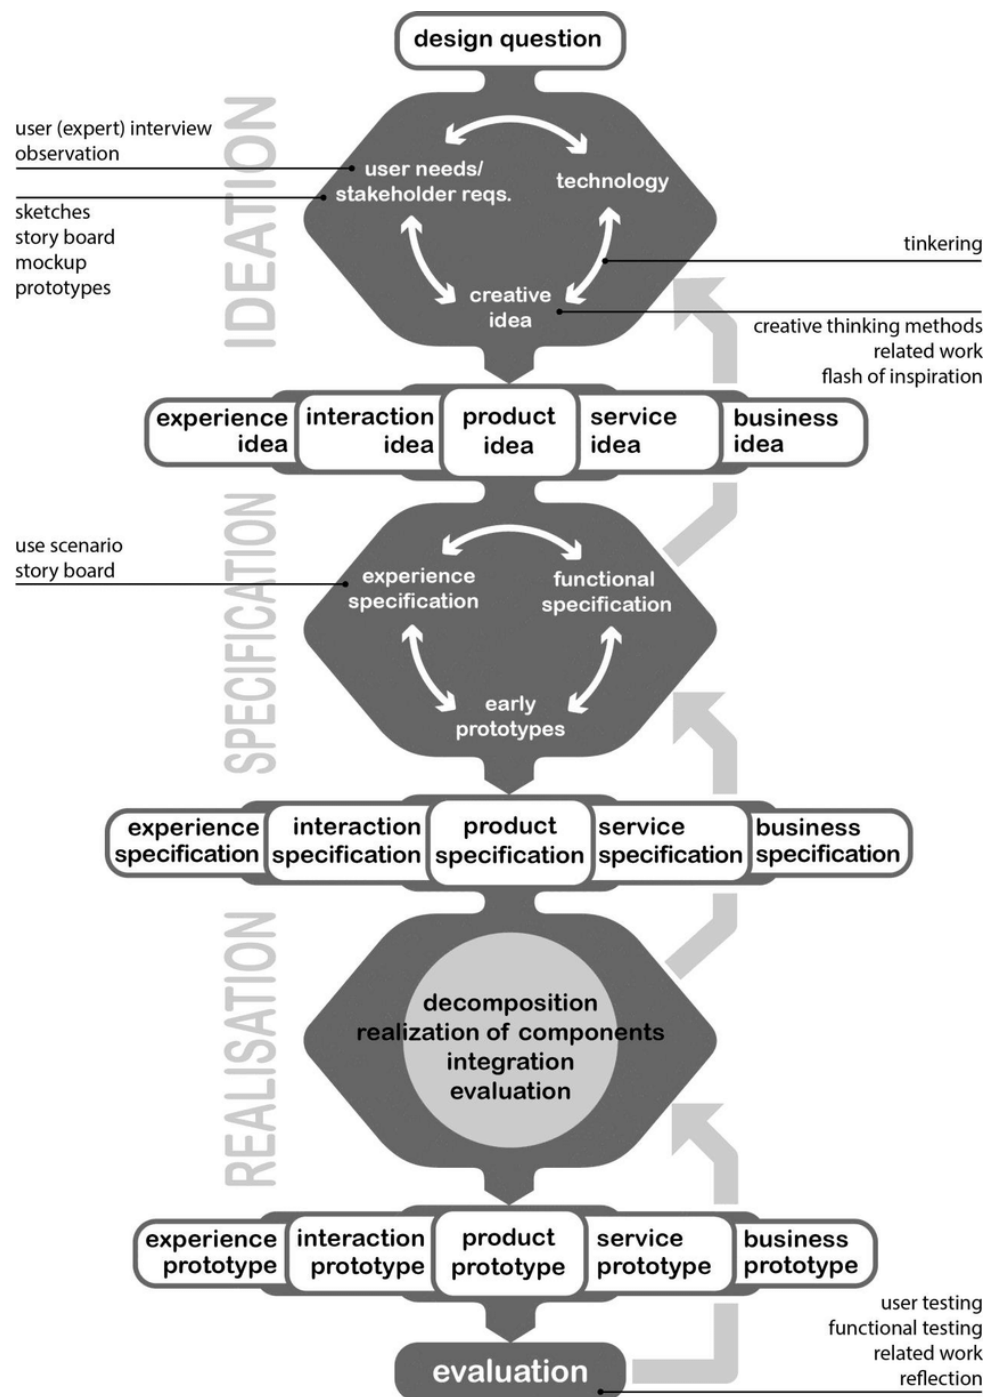 design question
IDEATION
user (expert) interview
observation
user needs/
stakeholder reqs.
technology
sketches
story board
mockup
prototypes
tinkering
creative
idea
creative thinking methods
related work
flash of inspiration
experience
idea
interaction
idea
product
idea
service
idea
business
idea
SPECIFICATION
use scenario
story board
experience
specification
functional
specification
early
prototypes
experience
specification
interaction
specification
product
specification
service
specification
business
specification
REALISATION
decomposition
realization of components
integration
evaluation
experience
prototype
interaction
prototype
product
prototype
service
prototype
business
prototype
user testing
functional testing
related work
reflection
evaluation